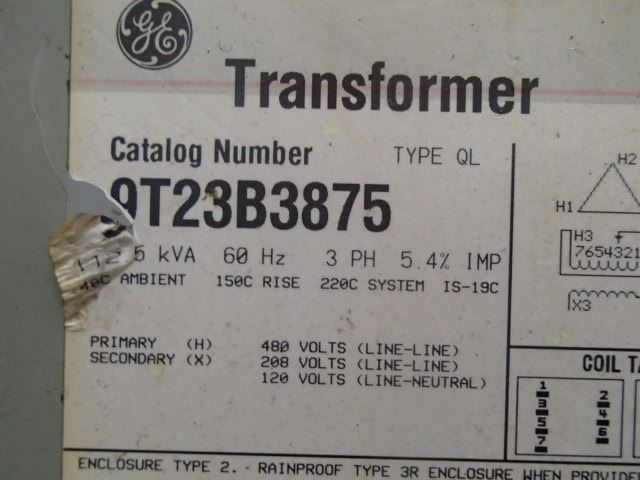 GE
Transformer
Catalog Number TYPE QL
9T23B3875
112.5 kVA 60 Hz 3 PH 5.4% IMP
40C AMBIENT 150C RISE 220C SYSTEM IS-19C
PRIMARY (H) 480 VOLTS (LINE-LINE)
SECONDARY (X) 208 VOLTS (LINE-LINE)
120 VOLTS (LINE-NEUTRAL)
H2
H1
H3
7654321
X3
COIL TA
1 2
3 4
5 6
7
ENCLOSURE TYPE 2. - RAINPROOF TYPE 3R ENCLOSURE WHEN PROVIDE